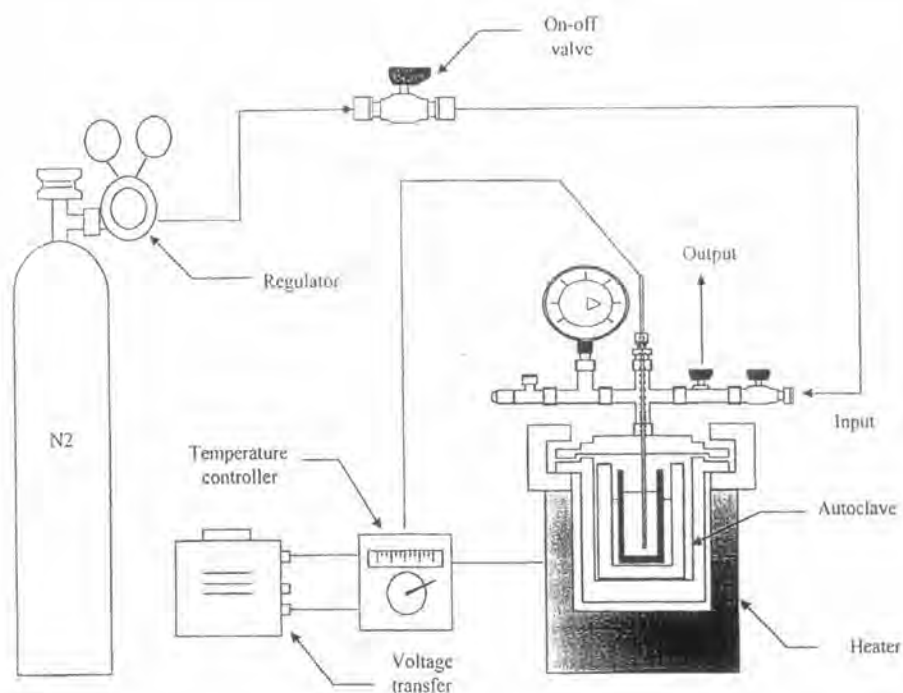 On-off
valve
Regulator
Output
N2
Input
Temperature
controller
Autoclave
Heater
Voltage
transfer